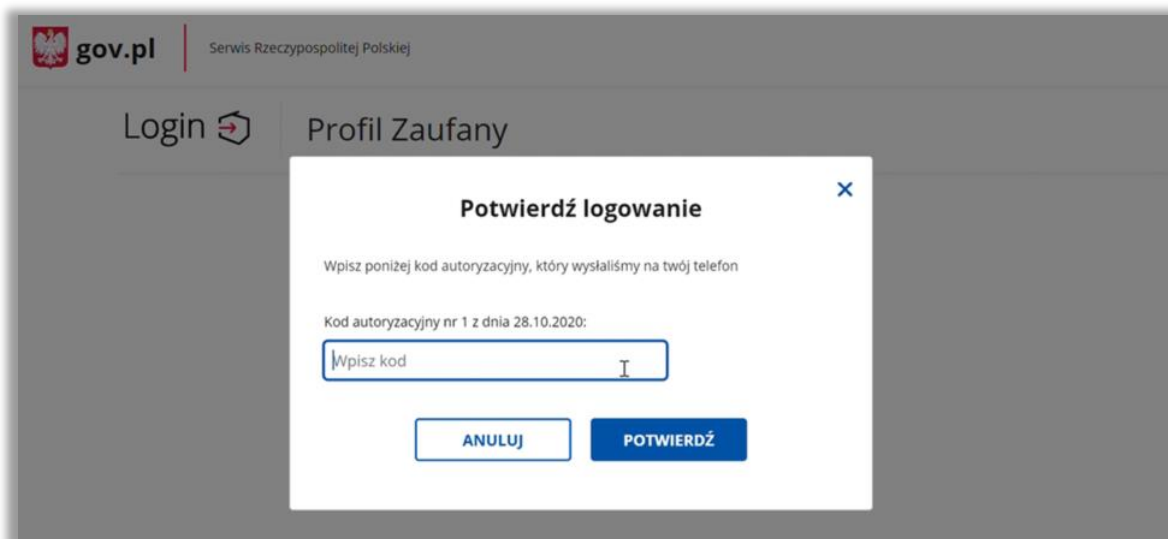 gov.pl
Serwis Rzeczypospolitej Polskiej
Login
Profil Zaufany
Potwierdź logowanie
Wpisz poniżej kod autoryzacyjny, który wysłaliśmy na twój telefon
Kod autoryzacyjny nr 1 z dnia 28.10.2020:
Wpisz kod
ANULUJ
POTWIERDŹ